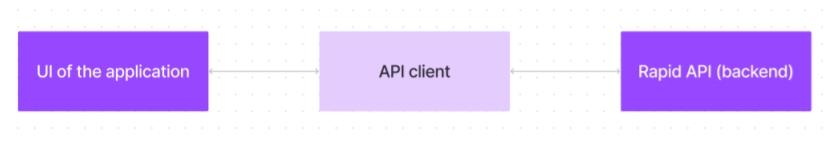 UI of the application
API client
Rapid API (backend)